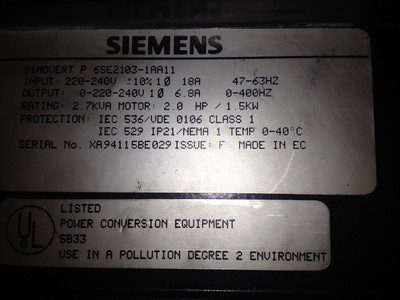 SIEMENS
SIMOVERT P 6SE2103-1AA11
INPUT: 220-240V ±10% 1Ø 18A 47-63HZ
OUTPUT: 0-220-240V 1Ø 6.8A 0-400HZ
RATING: 2.7KVA MOTOR: 2.0 HP / 1.5KW
PROTECTION: IEC 536/VDE 0106 CLASS 1
IEC 529 IP21/NEMA 1 TEMP 0-40°C
SERIAL No. XA94115BE029 ISSUE: F MADE IN EC
UL
LISTED
POWER CONVERSION EQUIPMENT
5B33
USE IN A POLLUTION DEGREE 2 ENVIRONMENT